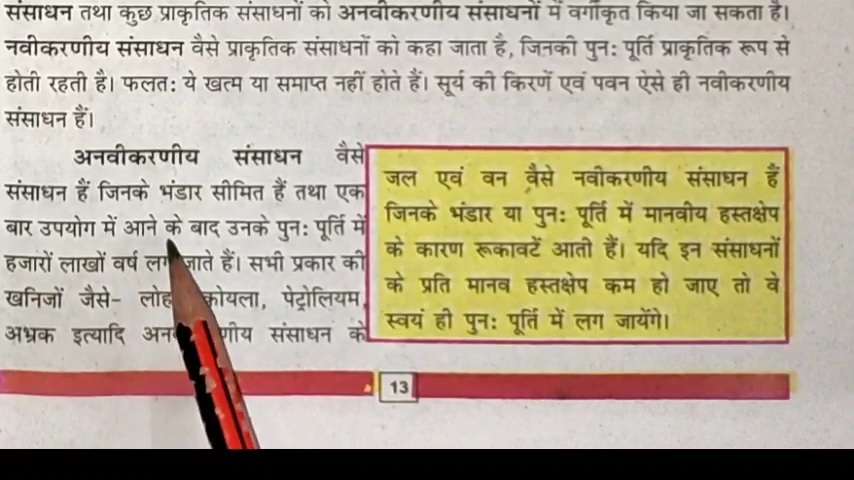 संसाधन तथा कुछ प्राकृतिक संसाधनों को अनवीकरणीय संसाधनों में वर्गीकृत किया जा सकता है।
नवीकरणीय संसाधन वैसे प्राकृतिक संसाधनों को कहा जाता है, जिनकी पुनः पूर्ति प्राकृतिक रूप से
होती रहती है। फलतः ये खत्म या समाप्त नहीं होते हैं। सूर्य की किरणें एवं पवन ऐसे ही नवीकरणीय
संसाधन हैं।
अनवीकरणीय संसाधन वैसे
संसाधन हैं जिनके भंडार सीमित हैं तथा एक
बार उपयोग में आने के बाद उनके पुनः पूर्ति में
हजारों लाखों वर्ष जाते हैं। सभी प्रकार की
खनिजों जैसे- कोयला, पेट्रोलियम,
अभ्रक इत्यादि संसाधन के
जल एवं वन वैसे नवीकरणीय संसाधन हैं
जिनके भंडार या पुनः पूर्ति में मानवीय हस्तक्षेप
के कारण रूकावटें आती हैं। यदि इन संसाधनों
के प्रति मानव हस्तक्षेप कम हो जाए तो वे
स्वयं ही पुनः पूर्ति में लग जायेंगे।
13